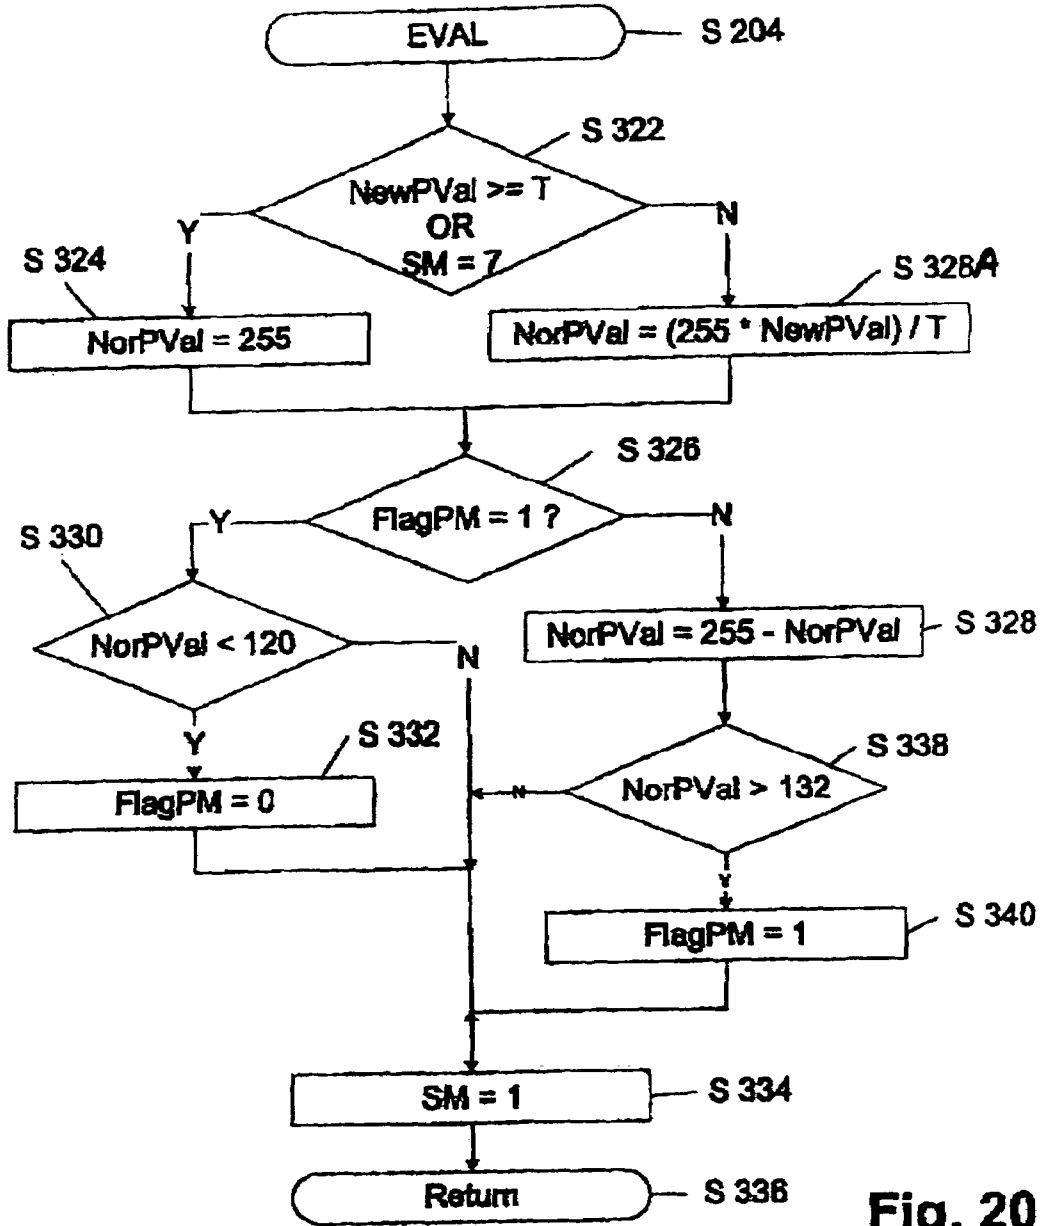 EVAL
S 204
S 322
NewPVal >= T
OR
SM = 7
Y
N
S 324
S 328A
NorPVal = 255
NorPVal = (255 * NewPVal) / T
S 326
FlagPM = 1 ?
Y
N
S 330
NorPVal < 120
N
NorPVal = 255 - NorPVal
S 328
Y
S 332
S 338
FlagPM = 0
N
NorPVal > 132
Y
FlagPM = 1
S 340
SM = 1
S 334
Return
S 336
Fig. 20